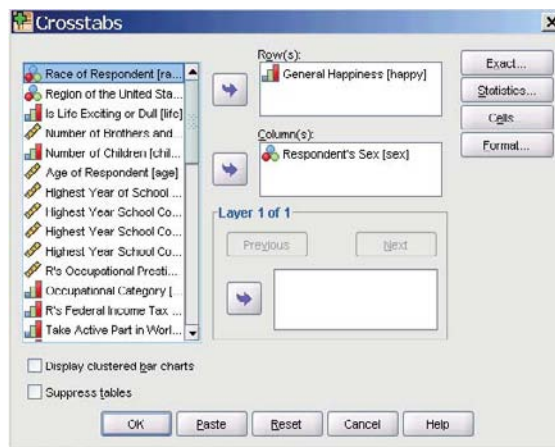 Crosstabs
Race of Respondent [ra...
Region of the United Sta...
Is Life Exciting or Dull [life]
Number of Brothers and ...
Number of Children [chil...
Age of Respondent [age]
Highest Year of School ...
Highest Year School Co...
Highest Year School Co...
Highest Year School Co...
R's Occupational Presti...
Occupational Category [...
R's Federal Income Tax ...
Take Active Part in Worl...
Row(s):
General Happiness [happy]
Column(s):
Respondent's Sex [sex]
Layer 1 of 1
Previous
Next
Exact...
Statistics...
Cells...
Format...
Display clustered bar charts
Suppress tables
OK
Paste
Reset
Cancel
Help